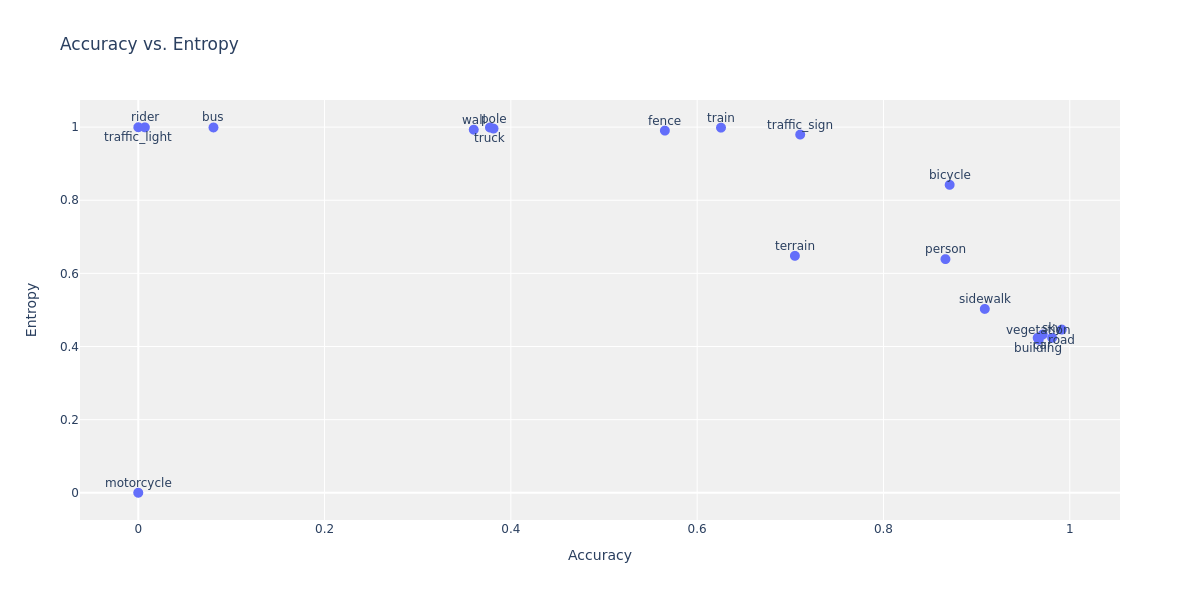 Accuracy vs. Entropy
rider
bus
wall
pole
fence
train
traffic_sign
1
traffic_light
truck
bicycle
0.8
terrain
person
0.6
sidewalk
vegetation
sky
road
0.4
car
building
0.2
motorcycle
0
0
0.2
0.4
0.6
0.8
1
Accuracy
Entropy